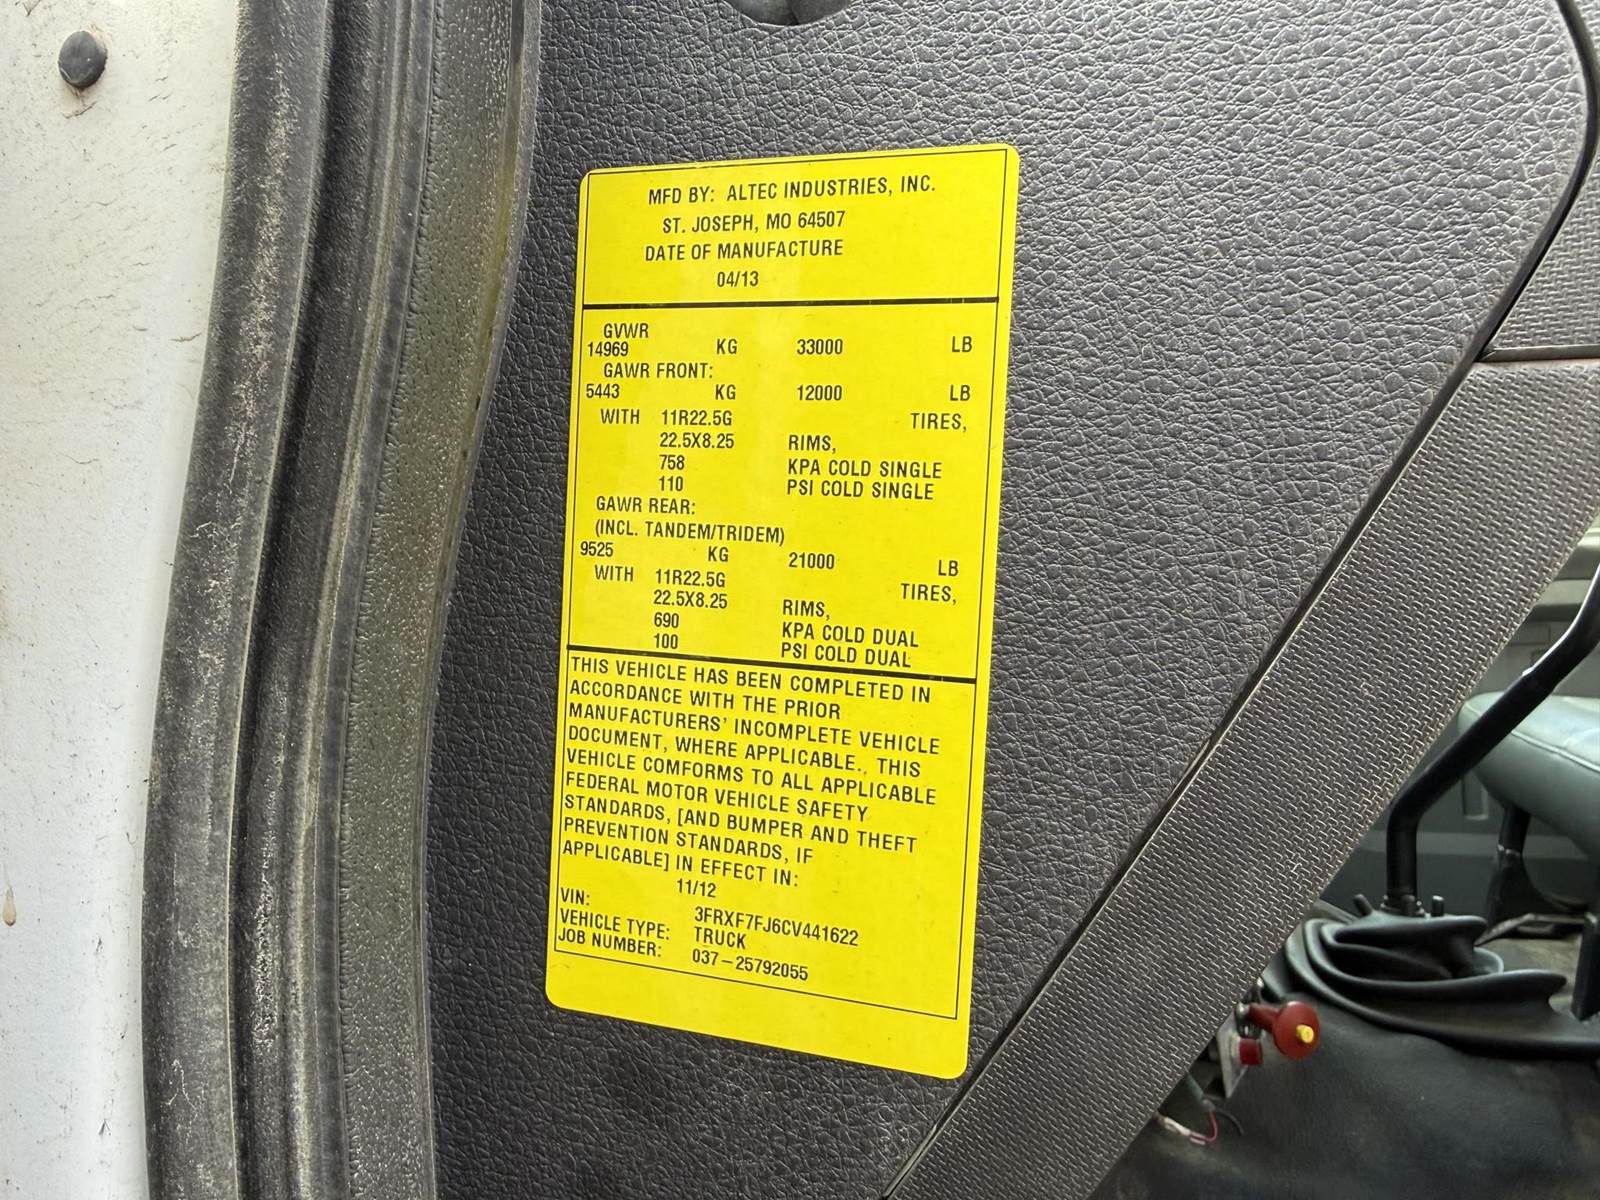 MFD BY: ALTEC INDUSTRIES, INC.
ST. JOSEPH, MO 64507
DATE OF MANUFACTURE
04/13
GVWR
14969 KG 33000 LB
GAWR FRONT:
5443 KG 12000 LB
WITH 11R22.5G TIRES,
22.5X8.25 RIMS,
758 KPA COLD SINGLE
110 PSI COLD SINGLE
GAWR REAR:
(INCL. TANDEM/TRIDEM)
9525 KG 21000 LB
WITH 11R22.5G TIRES,
22.5X8.25 RIMS,
690 KPA COLD DUAL
100 PSI COLD DUAL
THIS VEHICLE HAS BEEN COMPLETED IN
ACCORDANCE WITH THE PRIOR
MANUFACTURERS' INCOMPLETE VEHICLE
DOCUMENT, WHERE APPLICABLE., THIS
VEHICLE COMFORMS TO ALL APPLICABLE
FEDERAL MOTOR VEHICLE SAFETY
STANDARDS, [AND BUMPER AND THEFT
PREVENTION STANDARDS, IF
APPLICABLE] IN EFFECT IN:
11/12
VIN: 3FRXF7FJ6CV441622
VEHICLE TYPE: TRUCK
JOB NUMBER: 037-25792055